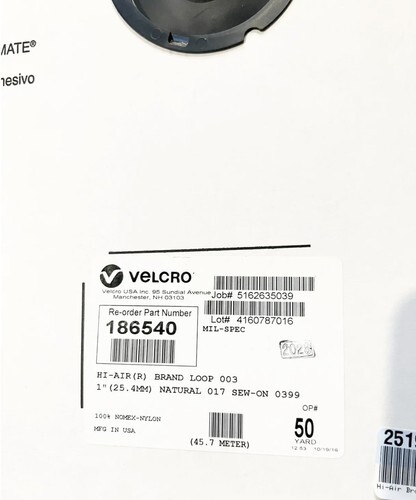 MATE®
hesivo
VELCRO®
Velcro USA Inc. 95 Sundial Avenue
Manchester, NH 03103
Job# 5162635039
Re-order Part Number
186540
Lot# 4160787016
MIL-SPEC
HI-AIR(R) BRAND LOOP 003
1"(25.4MM) NATURAL 017 SEW-ON 0399
100% NOMEX-NYLON
MFG IN USA
(45.7 METER)
OP#
50
YARD
12:53 10/19/16
251
Hi-Air Br